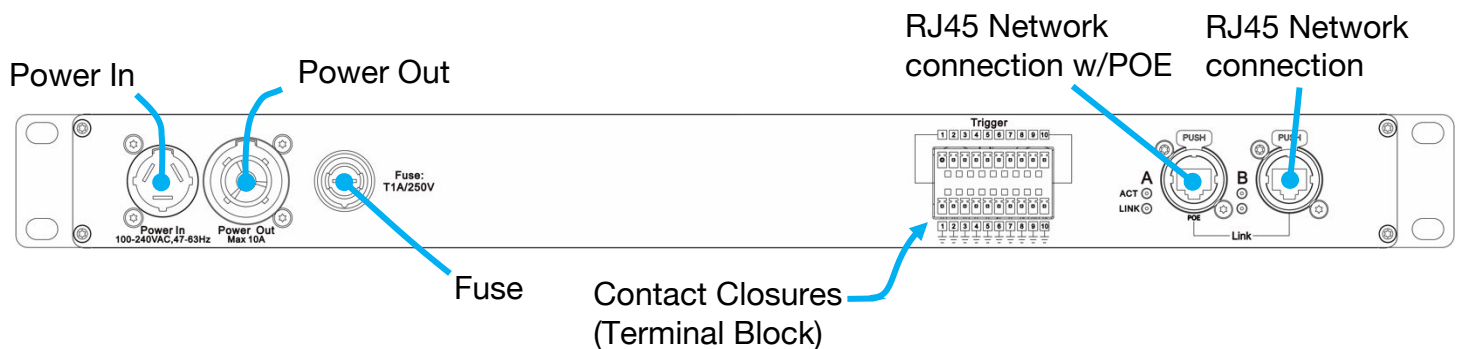 Power In
Power Out
RJ45 Network
connection w/POE
RJ45 Network
connection
Trigger
1 2 3 4 5 6 7 8 9 10
PUSH
PUSH
Fuse:
T1A/250V
A
B
ACT
LINK
POE
Power In
100-240VAC,47-63Hz
Power Out
Max 10A
1 2 3 4 5 6 7 8 9 10
Link
Fuse
Contact Closures
(Terminal Block)